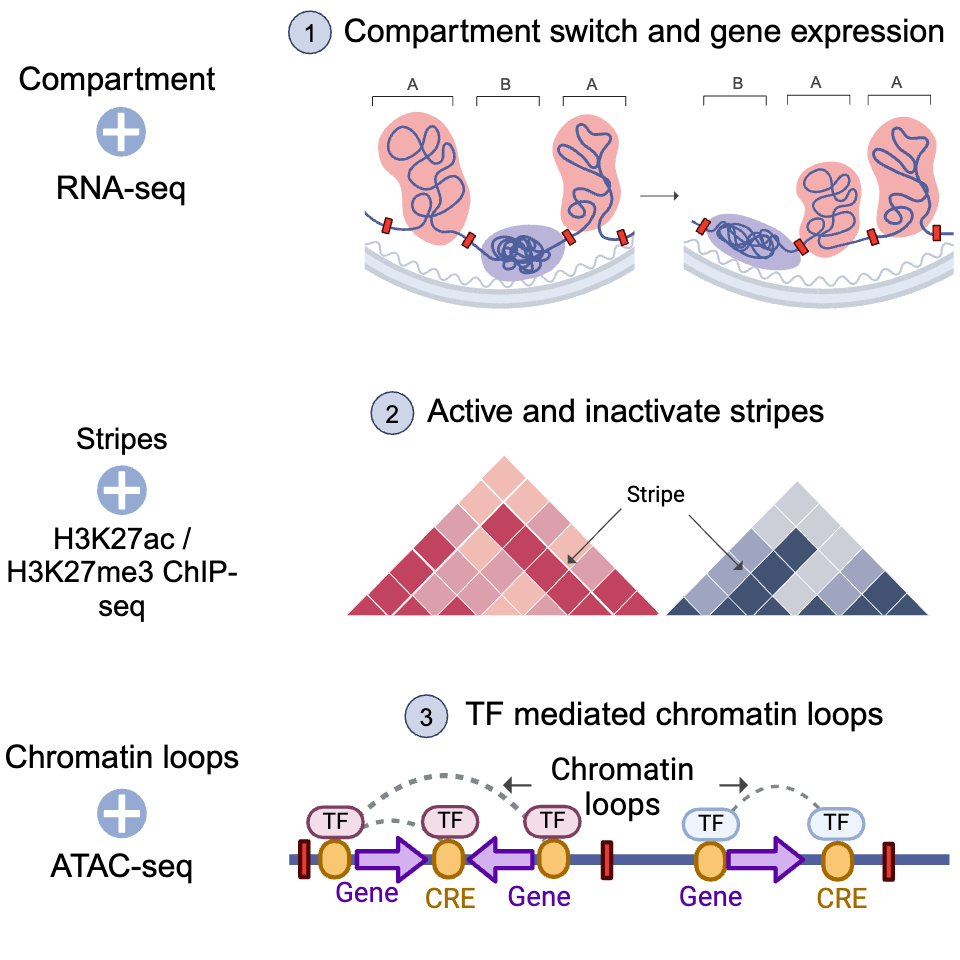 1 Compartment switch and gene expression
Compartment
RNA-seq
A B A
B A A
2 Active and inactivate stripes
Stripes
H3K27ac /
H3K27me3 ChIP-
seq
Stripe
3 TF mediated chromatin loops
Chromatin loops
ATAC-seq
Chromatin
loops
TF TF TF TF TF
Gene CRE Gene Gene CRE